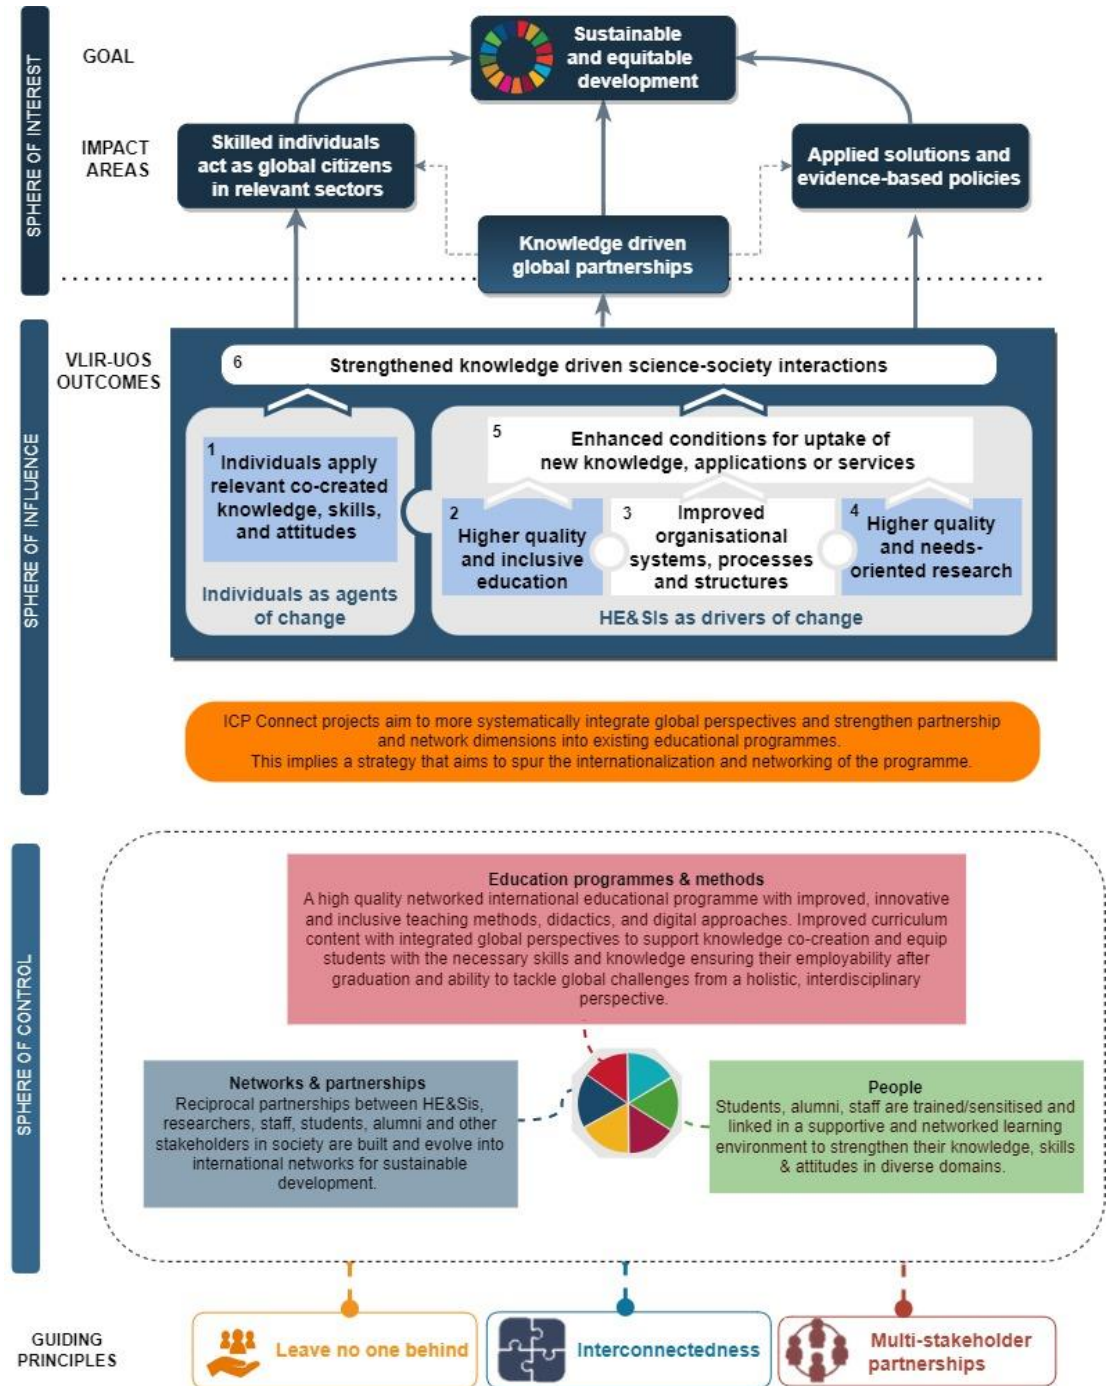 SPHERE OF INTEREST
GOAL
Sustainable
and equitable
development
IMPACT
AREAS
Skilled individuals
act as global citizens
in relevant sectors
Applied solutions and
evidence-based policies
Knowledge driven
global partnerships
SPHERE OF INFLUENCE
VLIR-UOS
OUTCOMES
6 Strengthened knowledge driven science-society interactions
1 Individuals apply
relevant co-created
knowledge, skills,
and attitudes
Individuals as agents
of change
5 Enhanced conditions for uptake of
new knowledge, applications or services
2 Higher quality
and inclusive
education
3 Improved
organisational
systems, processes
and structures
4 Higher quality
and needs-
oriented research
HE&SIs as drivers of change
ICP Connect projects aim to more systematically integrate global perspectives and strengthen partnership
and network dimensions into existing educational programmes.
This implies a strategy that aims to spur the internationalization and networking of the programme.
SPHERE OF CONTROL
Education programmes & methods
A high quality networked international educational programme with improved, innovative
and inclusive teaching methods, didactics, and digital approaches. Improved curriculum
content with integrated global perspectives to support knowledge co-creation and equip
students with the necessary skills and knowledge ensuring their employability after
graduation and ability to tackle global challenges from a holistic, interdisciplinary
perspective.
Networks & partnerships
Reciprocal partnerships between HE&Sis,
researchers, staff, students, alumni and other
stakeholders in society are built and evolve into
international networks for sustainable
development.
People
Students, alumni, staff are trained/sensitised and
linked in a supportive and networked learning
environment to strengthen their knowledge, skills
& attitudes in diverse domains.
GUIDING
PRINCIPLES
Leave no one behind
Interconnectedness
Multi-stakeholder
partnerships